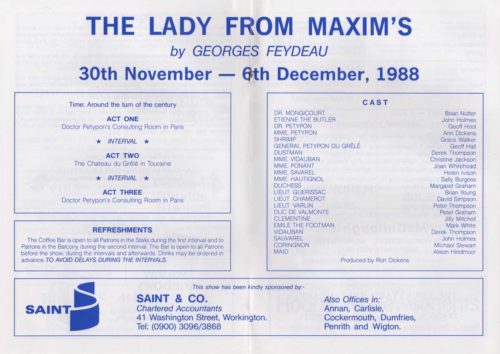 THE LADY FROM MAXIM'S
by GEORGES FEYDEAU
30th November — 6th December, 1988
Time: Around the turn of the century
ACT ONE
Doctor Petypon's Consulting Room in Paris
★ INTERVAL ★
ACT TWO
The Chateau du Grêlé in Touraine
★ INTERVAL ★
ACT THREE
Doctor Petypon's Consulting Room in Paris
REFRESHMENTS
The Coffee Bar is open to all Patrons in the Stalls during the first Interval and to
Patrons in the Balcony during the second interval. The Bar is open to all Patrons
before the show, during the intervals and afterwards. Drinks may be ordered in
advance TO AVOID DELAYS DURING THE INTERVALS.
CAST
DR. MONGICOURT Brian Nutter
ETIENNE THE BUTLER John Holmes
DR. PETYPON Geoff Hoot
MME. PETYPON Ann Dickens
SHRIMP Grace Walker
GENERAL PETYPON DU GRÊLÉ Geoff Hall
DUSTMAN Derek Thompson
MME. VIDAUBAN Christine Jackson
MME. PONANT Joan Whitehead
MME. SAVAREL Helen Ivison
MME. HAUTIGNOL Sally Burgess
DUCHESS Margaret Graham
LIEUT GUERISSAC Brian Young
LIEUT CHAMEROT David Simpson
LIEUT VARLIN Peter Thompson
DUC DE VALMONTE Peter Graham
CLEMENTINE Jilly Mitchel
EMILE THE FOOTMAN Mark White
VIDAUBAN Derek Thompson
SAUVAREL John Holmes
CORINGNON Michael Stewart
MAID Alison Hindmoor
Produced by Ron Dickens
This show has been kindly sponsored by:-
SAINT
SAINT & CO.
Chartered Accountants
41 Washington Street, Workington.
Tel: (0900) 3096/3868
Also Offices in:
Annan, Carlisle,
Cockermouth, Dumfries,
Penrith and Wigton.